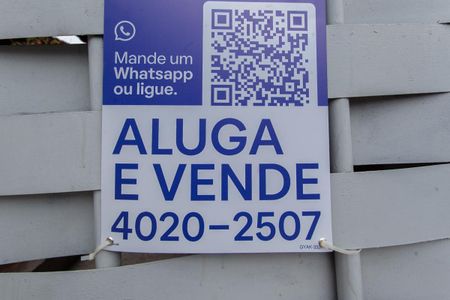 Mande um
Whatsapp
ou ligue.
ALUGA
E VENDE
4020-2507